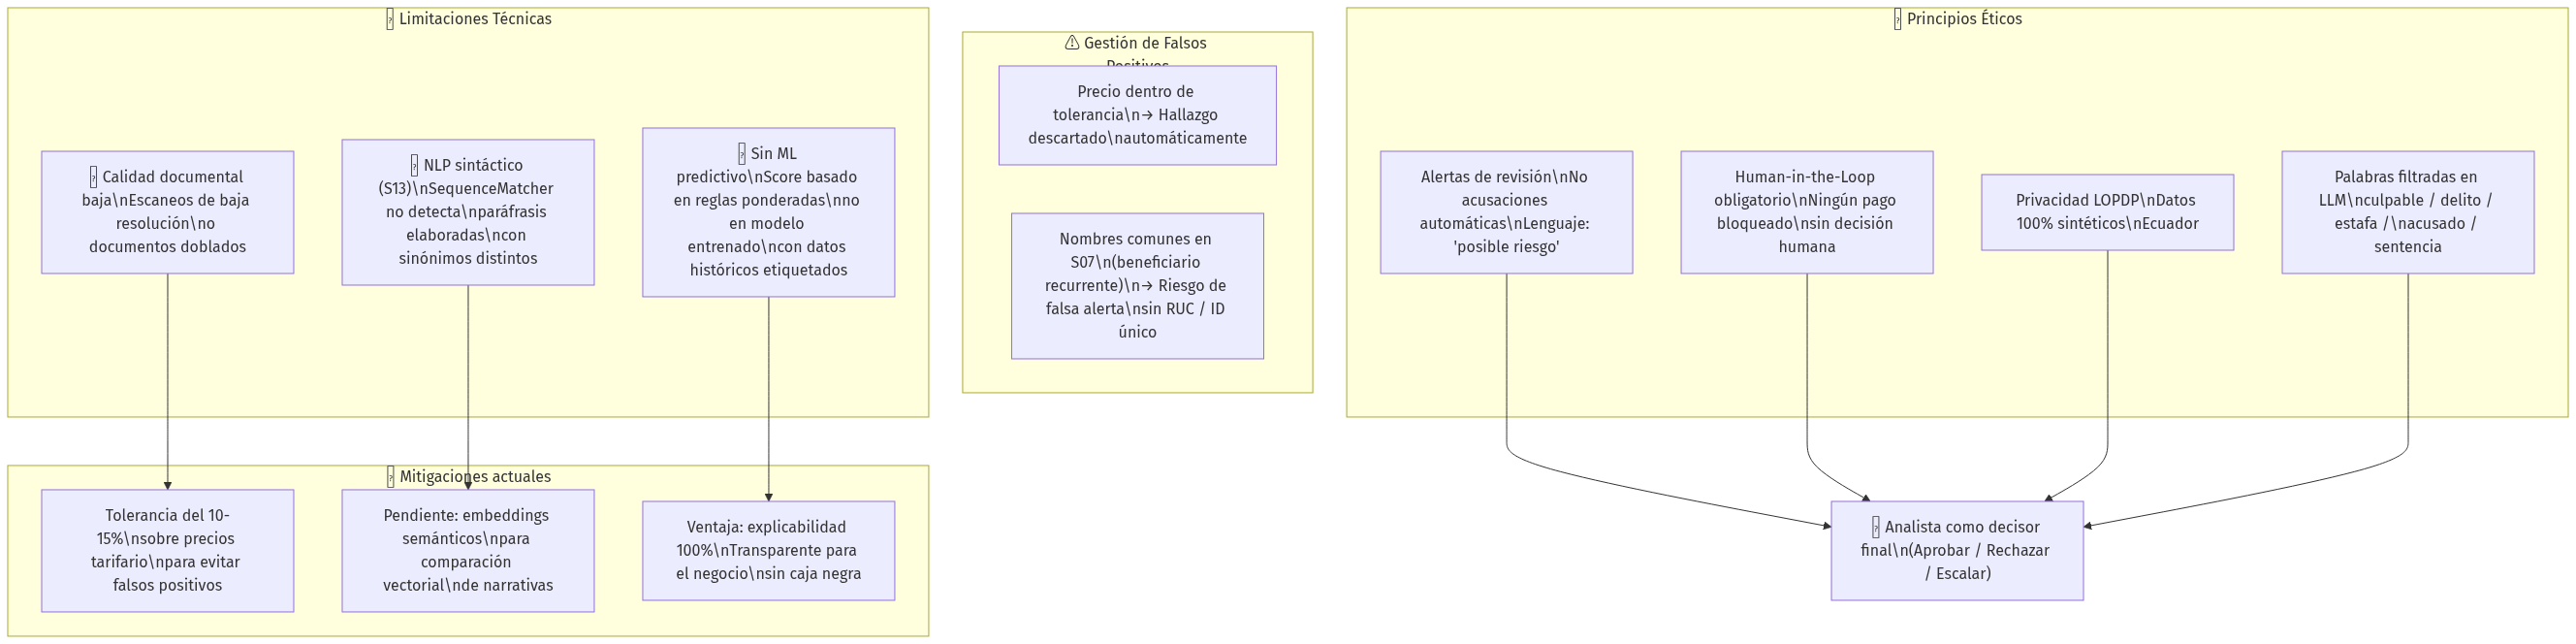 Limitaciones Técnicas
Calidad documental
baja\nEscaneos de baja
resolución\no
documentos doblados
NLP sintáctico
(S13)\nSequenceMatcher
no detecta\nparáfrasis
elaboradas\ncon
sinónimos distintos
Sin ML
predictivo\nScore basado
en reglas ponderadas\nno
en modelo
entrenado\ncon datos
históricos etiquetados
⚠ Gestión de Falsos
Positivos
Precio dentro de
tolerancia\n→ Hallazgo
descartado\nautomáticamente
Nombres comunes en
S07\n(beneficiario
recurrente)\n→ Riesgo de
falsa alerta\nsin RUC / ID
único
Principios Éticos
Alertas de revisión\nNo
acusaciones
automáticas\nLenguaje:
'posible riesgo'
Human-in-the-Loop
obligatorio\nNingún pago
bloqueado\nsin decisión
humana
Privacidad LOPDP\nDatos
100% sintéticos\nEcuador
Palabras filtradas en
LLM\nculpable / delito /
estafa /\nacusado /
sentencia
Mitigaciones actuales
Tolerancia del 10-
15%\nsobre precios
tarifario\npara evitar
falsos positivos
Pendiente: embeddings
semánticos\npara
comparación
vectorial\nde narrativas
Ventaja: explicabilidad
100%\nTransparente para
el negocio\nsin caja negra
Analista como decisor
final\n(Aprobar / Rechazar
/ Escalar)